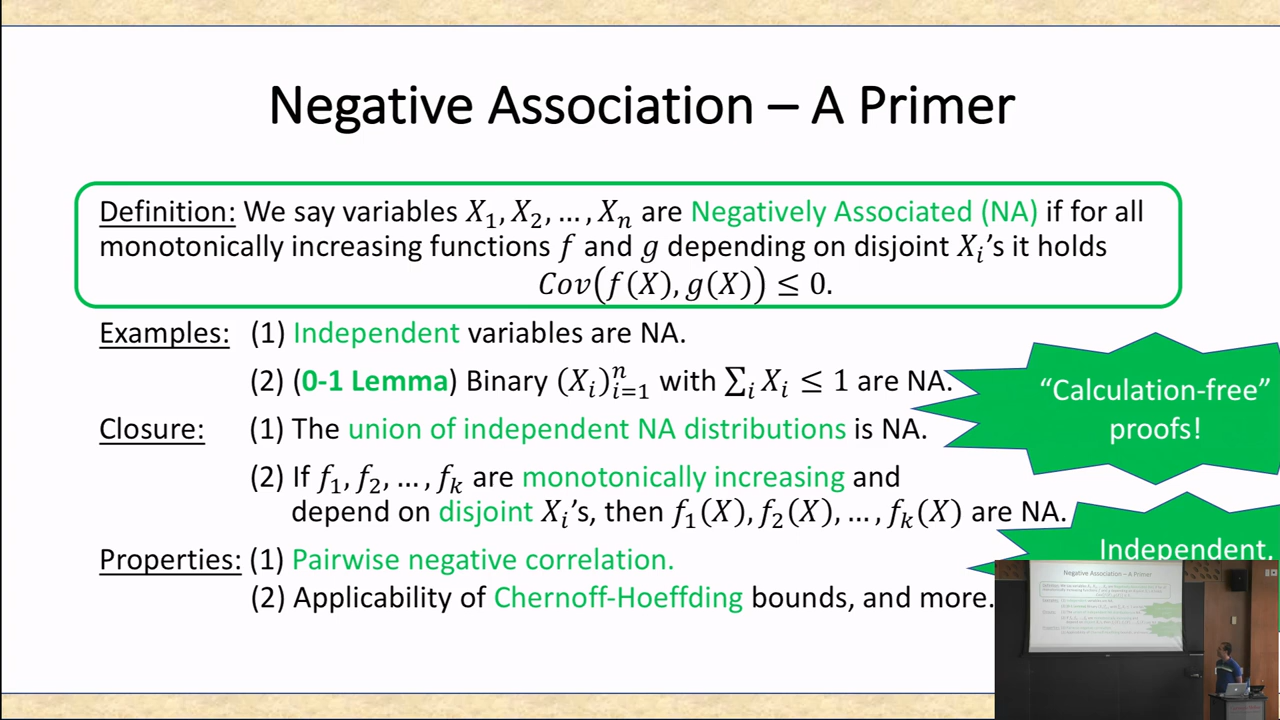 Negative Association – A Primer
Definition: We say variables X₁, X₂, …, Xₙ are Negatively Associated (NA) if for all
monotonically increasing functions f and g depending on disjoint Xᵢ's it holds
Cov(f(X), g(X)) ≤ 0.
Examples: (1) Independent variables are NA.
(2) (0-1 Lemma) Binary (Xᵢ)ⁿᵢ₌₁ with ∑ᵢ Xᵢ ≤ 1 are NA.
"Calculation-free"
proofs!
Closure: (1) The union of independent NA distributions is NA.
(2) If f₁, f₂, …, fₖ are monotonically increasing and
depend on disjoint Xᵢ's, then f₁(X), f₂(X), …, fₖ(X) are NA.
Independent,
Properties: (1) Pairwise negative correlation.
(2) Applicability of Chernoff-Hoeffding bounds, and more.
Negative Association – A Primer